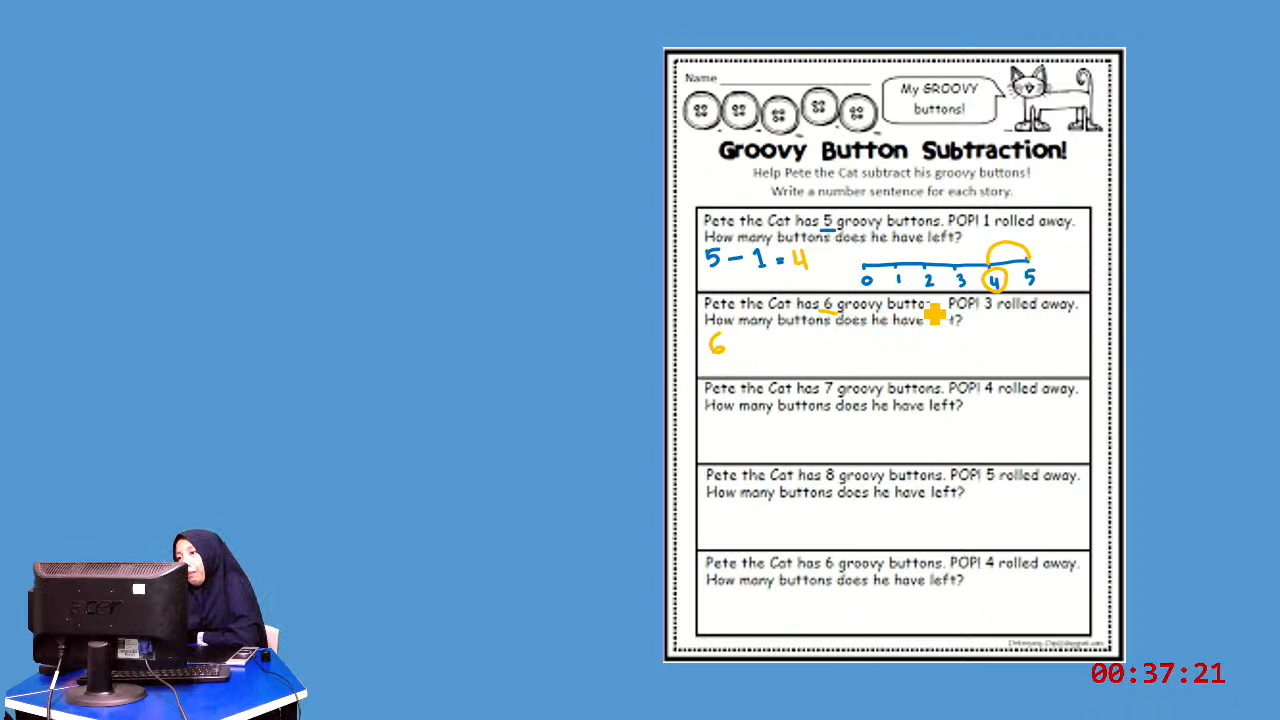 Name
My GROOVY
buttons!
Groovy Button Subtraction!
Help Pete the Cat subtract his groovy buttons!
Write a number sentence for each story.
Pete the Cat has 5 groovy buttons. POP! 1 rolled away.
How many buttons does he have left?
5 - 1 = 4
0 1 2 3 4 5
Pete the Cat has 6 groovy POP! 3 rolled away.
How many buttons does he have
6
Pete the Cat has 7 groovy buttons. POP! 4 rolled away.
How many buttons does he have left?
Pete the Cat has 8 groovy buttons. POP! 5 rolled away.
How many buttons does he have left?
Pete the Cat has 6 groovy buttons. POP! 4 rolled away.
How many buttons does he have left?
acer
00:37:21